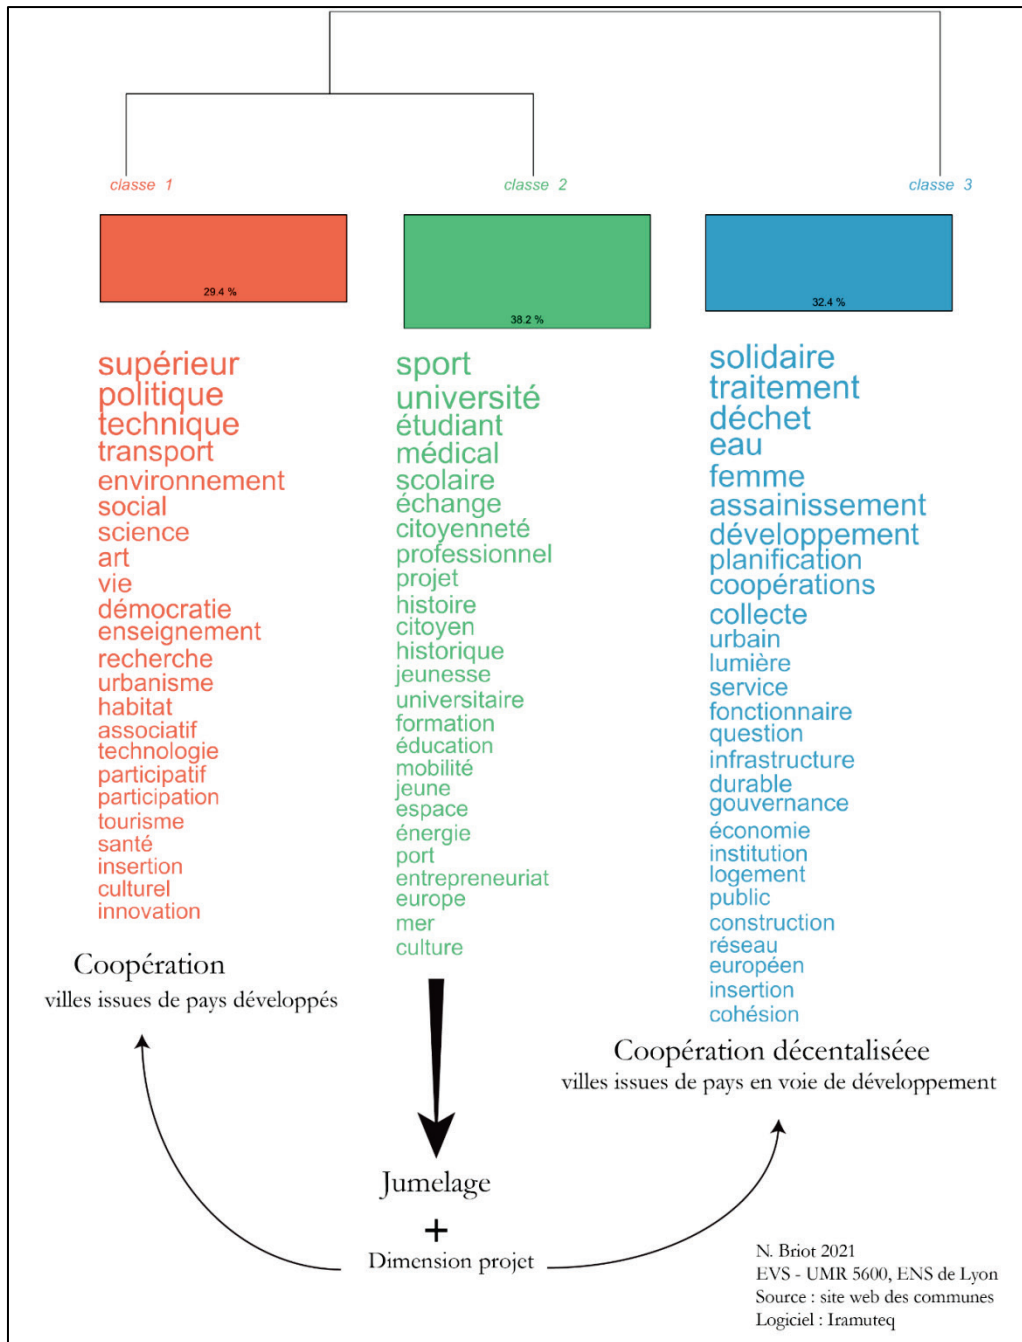 classe 1
classe 2
classe 3
29.4 %
38.2 %
32.4 %
supérieur
politique
technique
transport
environnement
social
science
art
vie
démocratie
enseignement
recherche
urbanisme
habitat
associatif
technologie
participatif
participation
tourisme
santé
insertion
culturel
innovation
Coopération
villes issues de pays développés
sport
université
étudiant
médical
scolaire
échange
citoyenneté
professionnel
projet
histoire
citoyen
historique
jeunesse
universitaire
formation
éducation
mobilité
jeune
espace
énergie
port
entrepreneuriat
europe
mer
culture
solidaire
traitement
déchet
eau
femme
assainissement
développement
planification
coopérations
collecte
urbain
lumière
service
fonctionnaire
question
infrastructure
durable
gouvernance
économie
institution
logement
public
construction
réseau
européen
insertion
cohésion
Coopération décentaliséee
villes issues de pays en voie de développement
Jumelage
+
Dimension projet
N. Briot 2021
EVS - UMR 5600, ENS de Lyon
Source : site web des communes
Logiciel : Iramuteq